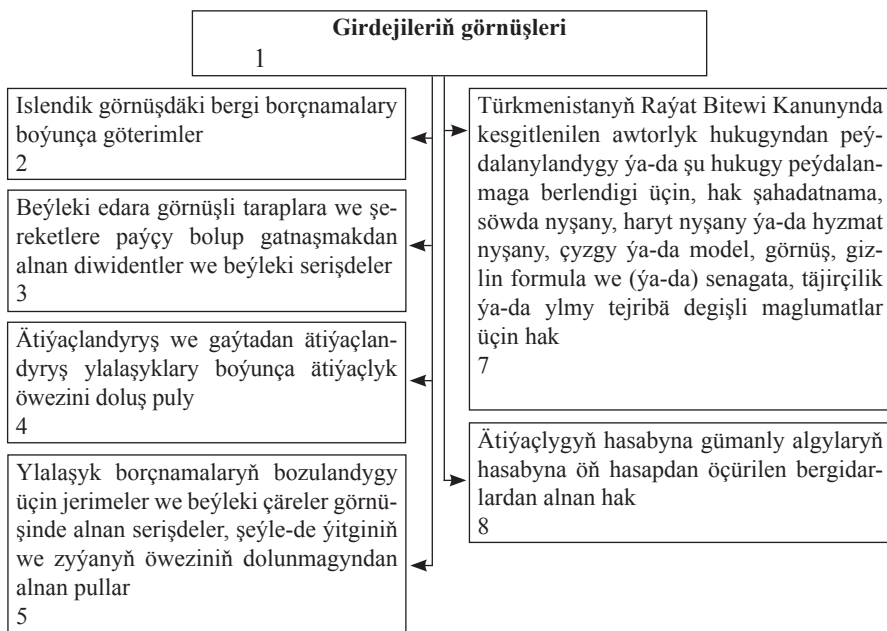 Girdejileriň görnüşleri
1
Islendik görnüşdäki bergi borçnamalary
boýunça göterimler
2
Beýleki edara görnüşli taraplara we şe-
reketlere paýçy bolup gatnaşmakdan
alnan diwidentler we beýleki serişdeler
3
Ätiýaçlandyryş we gaýtadan ätiýaçlan-
dyryş ylalaşyklary boýunça ätiýaçlyk
öwezini doluş puly
4
Ylalaşyk borçnamalaryň bozulandygy
üçin jerimeler we beýleki çäreler görnü-
şinde alnan serişdeler, şeýle-de ýitginiň
we zyýanyň öweziniň dolunmagyndan
alnan pullar
5
Türkmenistanyň Raýat Bitewi Kanunynda
kesgitlenilen awtorlyk hukugyndan peý-
dalanylandygy ýa-da şu hukugy peýdalan-
maga berlendigi üçin, hak şahadatnama,
söwda nyşany, haryt nyşany ýa-da hyzmat
nyşany, çyzgy ýa-da model, görnüş, giz-
lin formula we (ýa-da) senagata, täjirçilik
ýa-da ylmy tejribä degişli maglumatlar
üçin hak
7
Ätiýaçlygyň hasabyna gümanly algylaryň
hasabyna öň hasapdan öçürilen bergidar-
lardan alnan hak
8